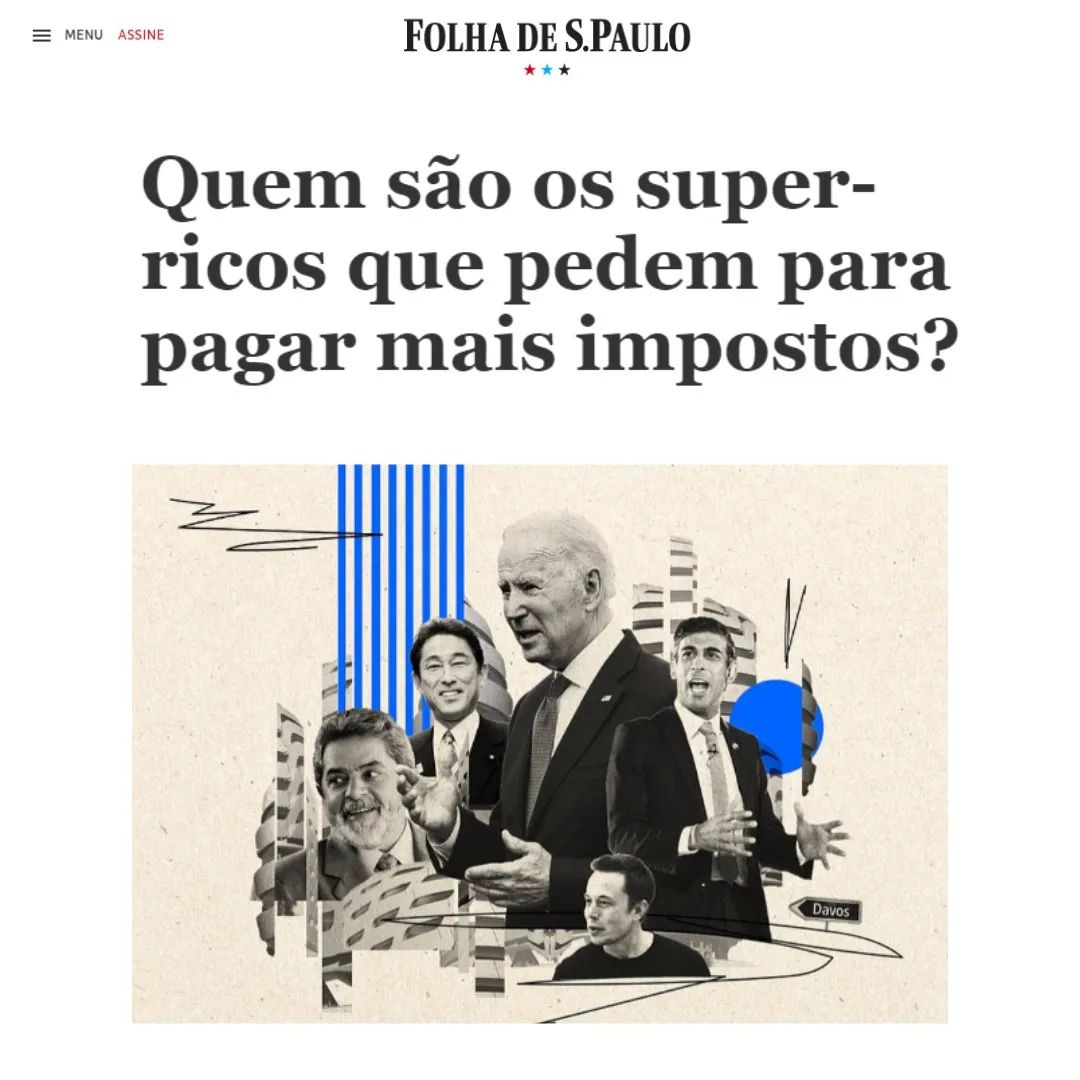 MENU ASSINE
FOLHA DE S.PAULO
Quem são os super-
ricos que pedem para
pagar mais impostos?
Davos